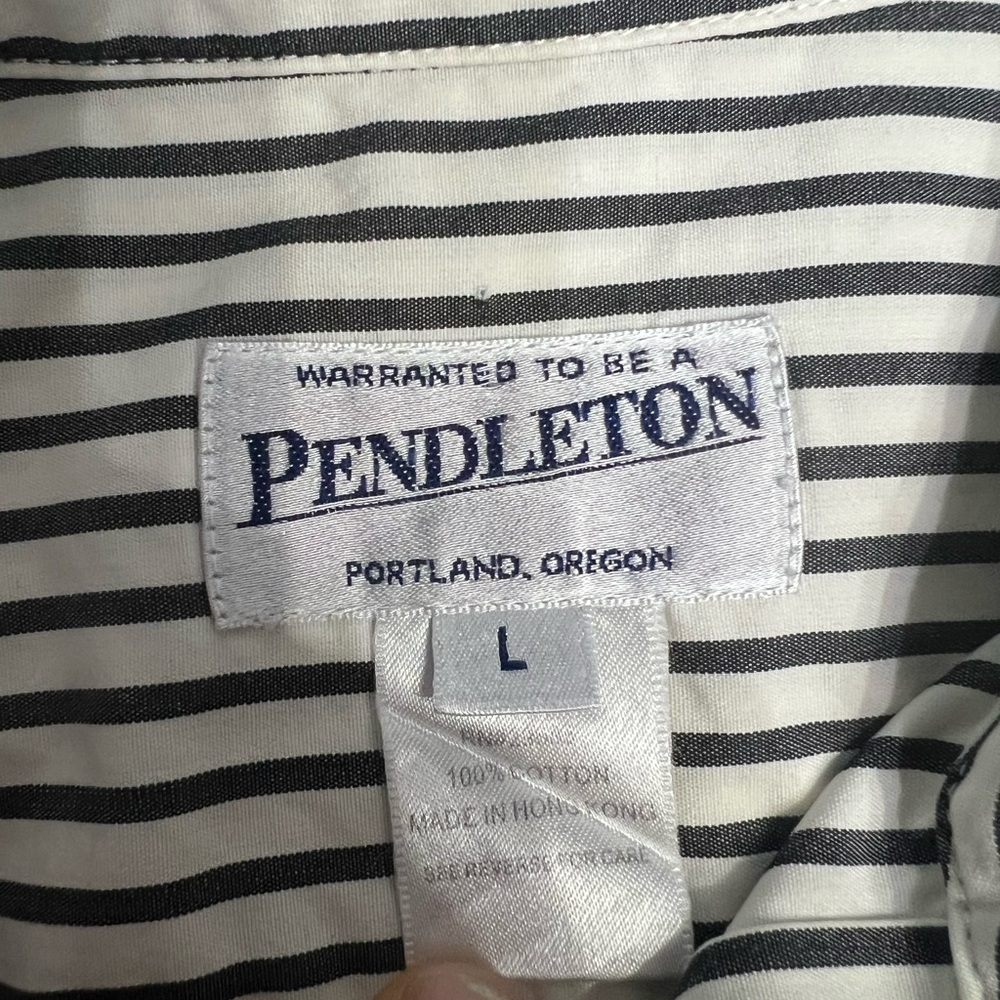 WARRANTED TO BE A
PENDLETON
PORTLAND, OREGON
L
100% COTTON
MADE IN HONG KONG
SEE REVERSE FOR CARE